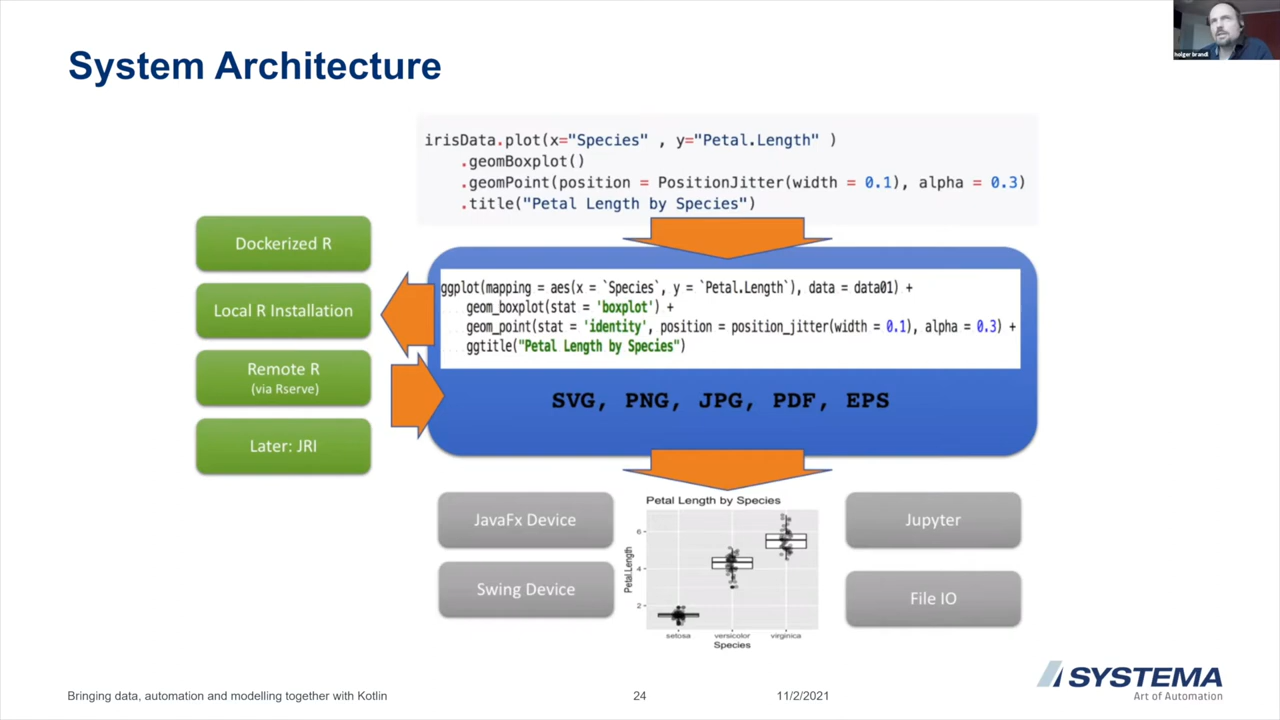 holger brandl
System Architecture
irisData.plot(x="Species" , y="Petal.Length" )
.geomBoxplot()
.geomPoint(position = PositionJitter(width = 0.1), alpha = 0.3)
.title("Petal Length by Species")
Dockerized R
Local R Installation
Remote R
(via Rserve)
Later: JRI
ggplot(mapping = aes(x = `Species`, y = `Petal.Length`), data = data01) +
geom_boxplot(stat = 'boxplot') +
geom_point(stat = 'identity', position = position_jitter(width = 0.1), alpha = 0.3) +
ggtitle("Petal Length by Species")
SVG, PNG, JPG, PDF, EPS
JavaFx Device
Swing Device
Petal Length by Species
Petal.Length
6
4
2
setosa versicolor virginica
Species
Jupyter
File IO
SYSTEMA
Art of Automation
Bringing data, automation and modelling together with Kotlin
24
11/2/2021